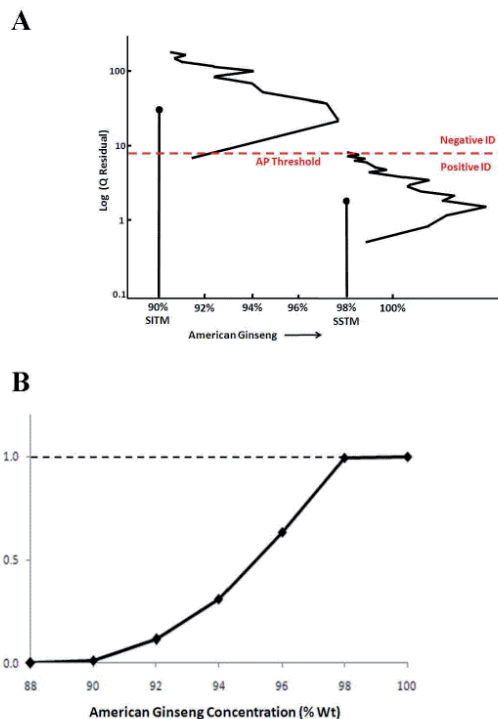 A
Log (Q Residual)
100
10
1
0.1
Negative ID
AP Threshold
Positive ID
90% 92% 94% 96% 98% 100%
SITM SSTM
American Ginseng
B
1.0
0.5
0.0
88 90 92 94 96 98 100
American Ginseng Concentration (% Wt)